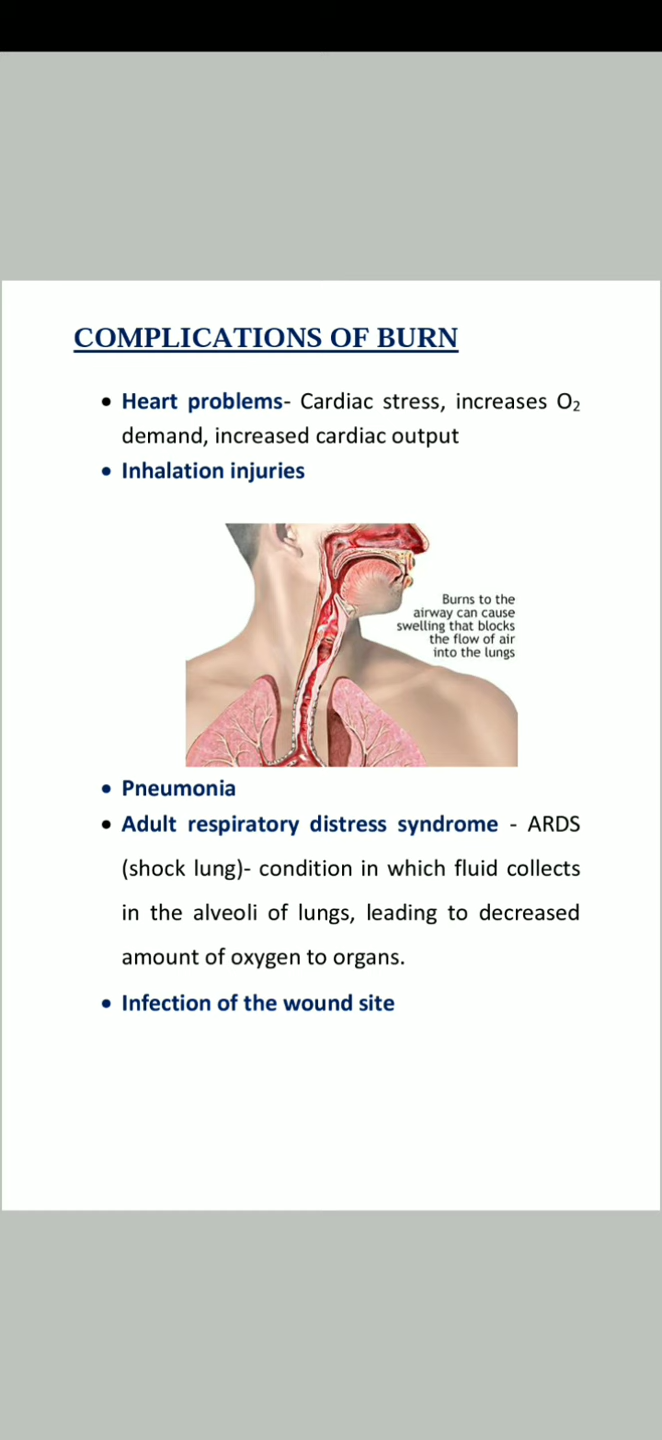 COMPLICATIONS OF BURN
• Heart problems- Cardiac stress, increases O₂
demand, increased cardiac output
• Inhalation injuries
Burns to the
airway can cause
swelling that blocks
the flow of air
into the lungs
• Pneumonia
• Adult respiratory distress syndrome - ARDS
(shock lung)- condition in which fluid collects
in the alveoli of lungs, leading to decreased
amount of oxygen to organs.
• Infection of the wound site